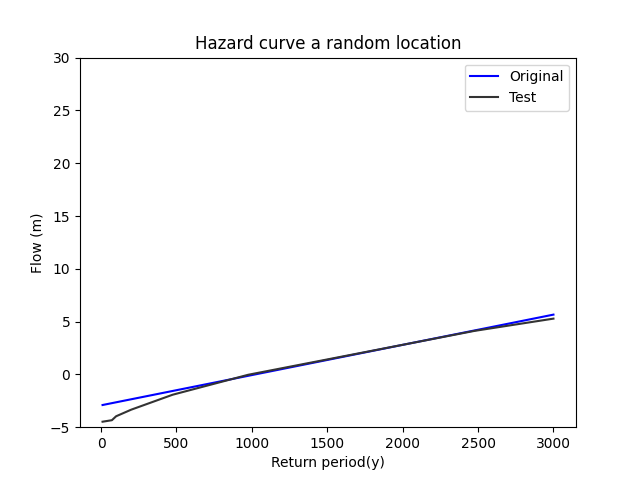 Hazard curve a random location
Flow (m)
30
25
20
15
10
5
0
−5
Original
Test
0 500 1000 1500 2000 2500 3000
Return period(y)